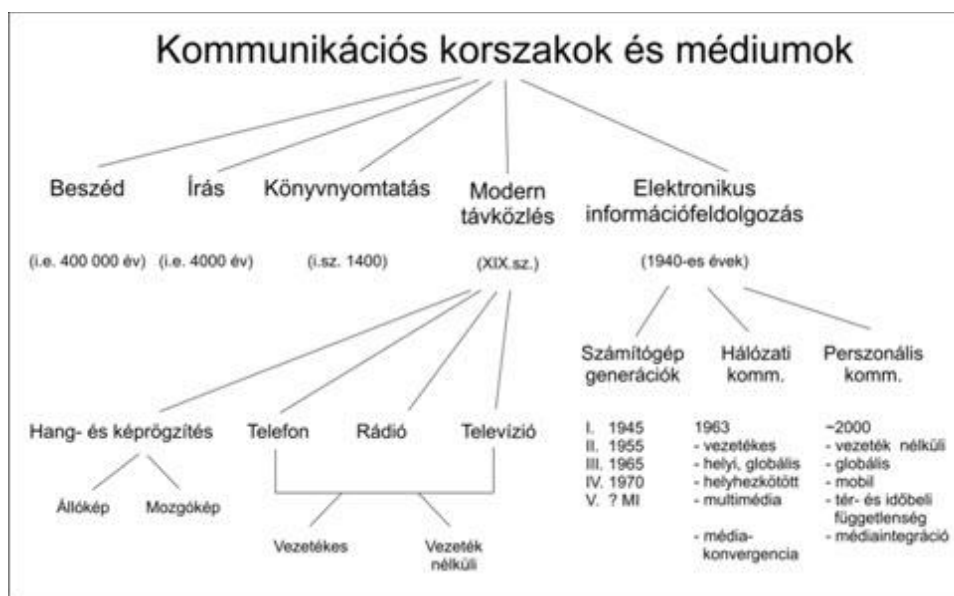 Kommunikációs korszakok és médiumok
Beszéd
Írás
Könyvnyomtatás
Modern
távközlés
Elektronikus
információfeldolgozás
(i.e. 400 000 év)
(i.e. 4000 év)
(i.sz. 1400)
(XIX.sz.)
(1940-es évek)
Hang- és képrögzítés
Telefon
Rádió
Televízió
Állókép
Mozgókép
Vezetékes
Vezeték
nélküli
Számítógép
generációk
I. 1945
II. 1955
III. 1965
IV. 1970
V. ? MI
Hálózati
komm.
1963
- vezetékes
- helyi, globális
- helyhezkötött
- multimédia
- média-
konvergencia
Perszonális
komm.
~2000
- vezeték nélküli
- globális
- mobil
- tér- és időbeli
függetlenség
- médiaintegráció